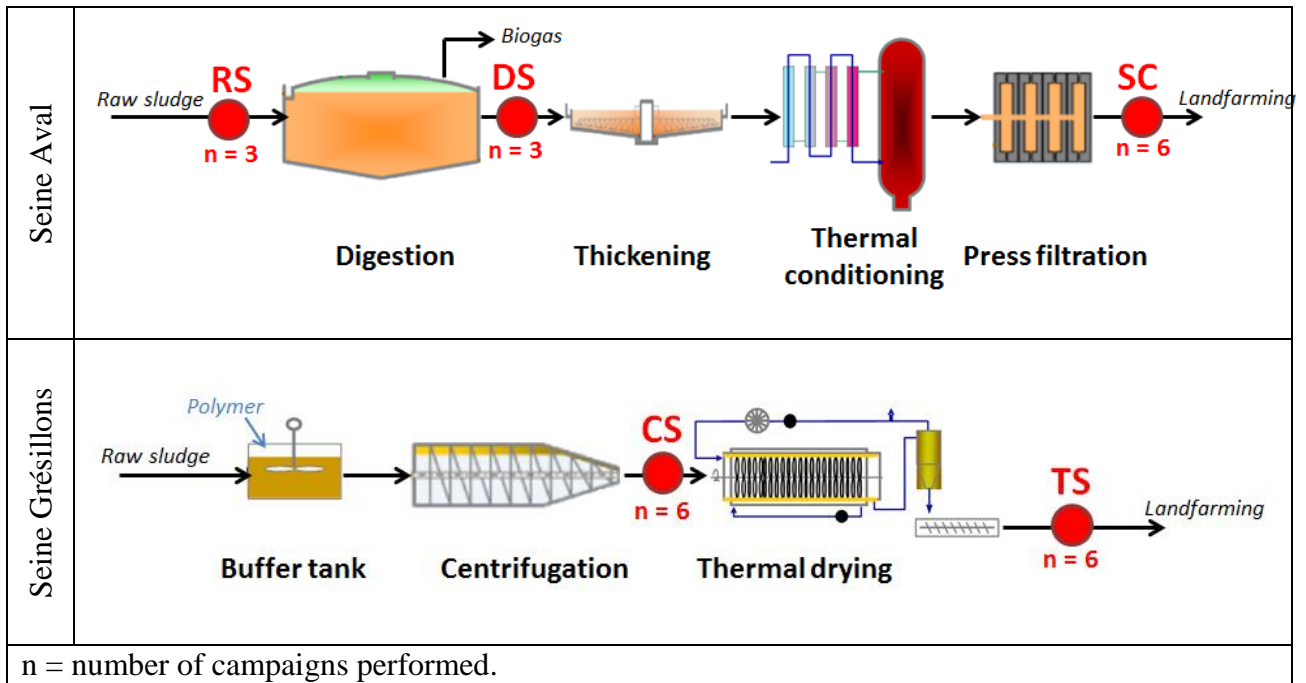 Seine Aval
Biogas
RS
DS
SC
Raw sludge
Landfarming
n = 3
n = 3
n = 6
Digestion
Thickening
Thermal
conditioning
Press filtration
Seine Grésillons
Polymer
Raw sludge
CS
TS
Landfarming
n = 6
n = 6
Buffer tank
Centrifugation
Thermal drying
n = number of campaigns performed.